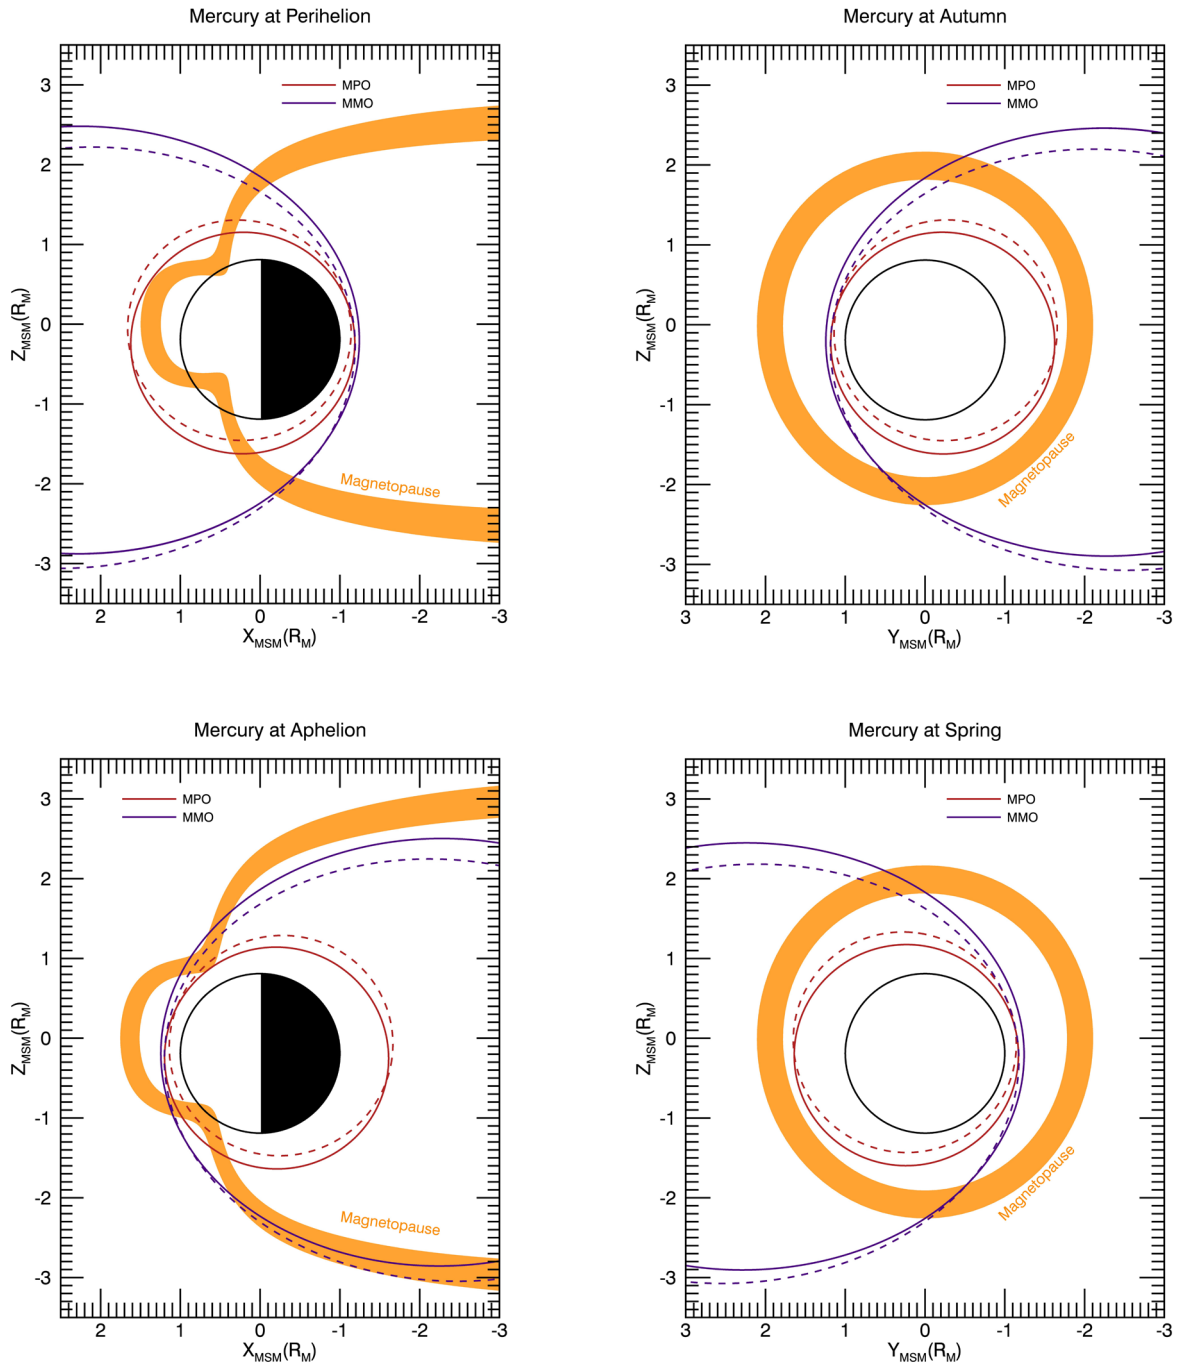 Mercury at Perihelion
MPO
MMO
3
2
1
0
-1
-2
-3
Z_MSM(R_M)
Magnetopause
2 1 0 -1 -2 -3
X_MSM(R_M)
Mercury at Autumn
MPO
MMO
3
2
1
0
-1
-2
-3
Z_MSM(R_M)
Magnetopause
3 2 1 0 -1 -2 -3
Y_MSM(R_M)
Mercury at Aphelion
MPO
MMO
3
2
1
0
-1
-2
-3
Z_MSM(R_M)
Magnetopause
2 1 0 -1 -2 -3
X_MSM(R_M)
Mercury at Spring
MPO
MMO
3
2
1
0
-1
-2
-3
Z_MSM(R_M)
Magnetopause
3 2 1 0 -1 -2 -3
Y_MSM(R_M)